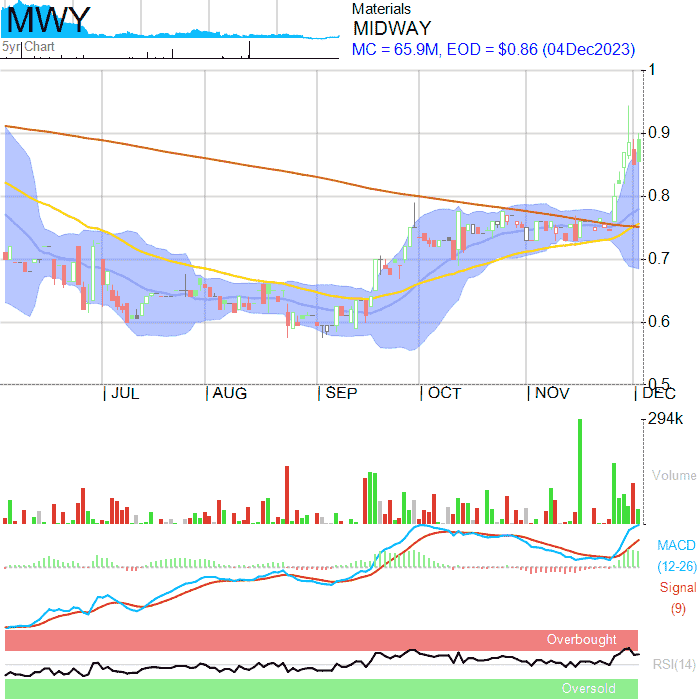 MWY
5yr Chart
Materials
MIDWAY
MC = 65.9M, EOD = $0.86 (04Dec2023)
1
0.9
0.8
0.7
0.6
0.5
JUL
AUG
SEP
OCT
NOV
DEC
294k
Volume
MACD
(12-26)
Signal
(9)
Overbought
RSI(14)
Oversold